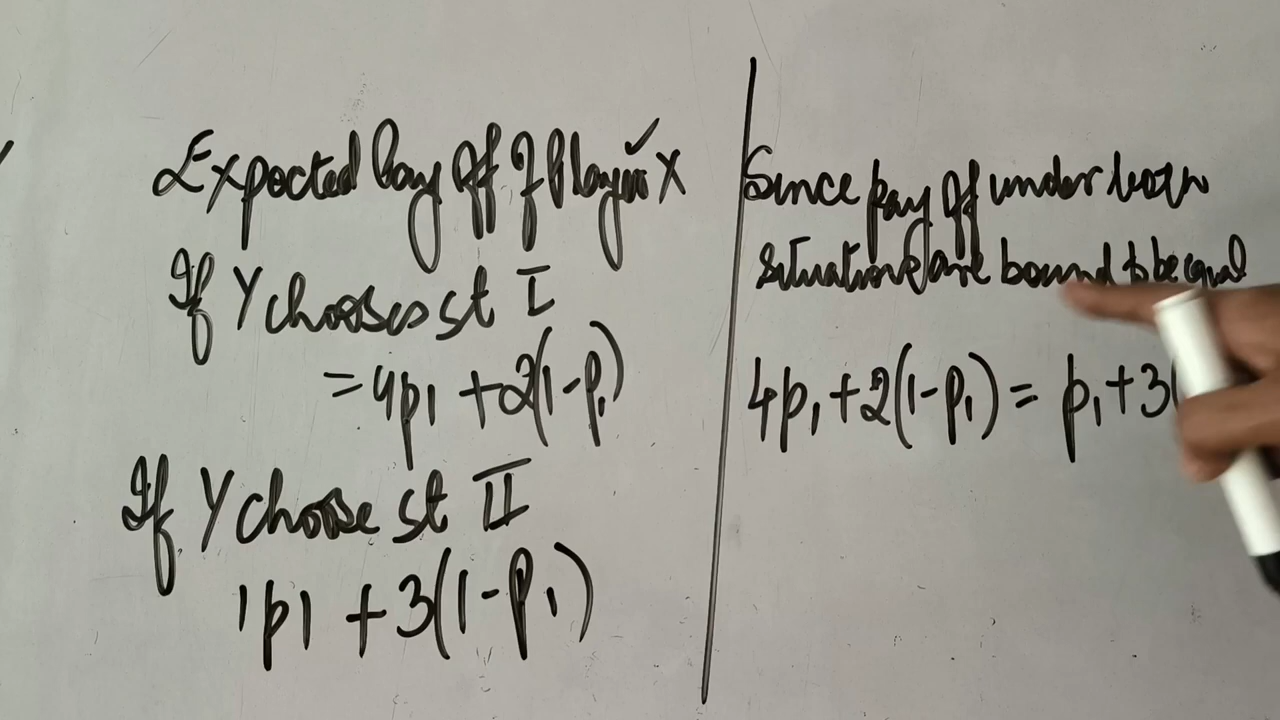 Expected Pay off of Player X
If Y chooses st I
= 4p1 + 2(1-p1)
If Y choose st II
1p1 + 3(1-p1)
Since pay off under both
situations are bound to be equal
4p1 + 2(1-p1) = p1 + 3(